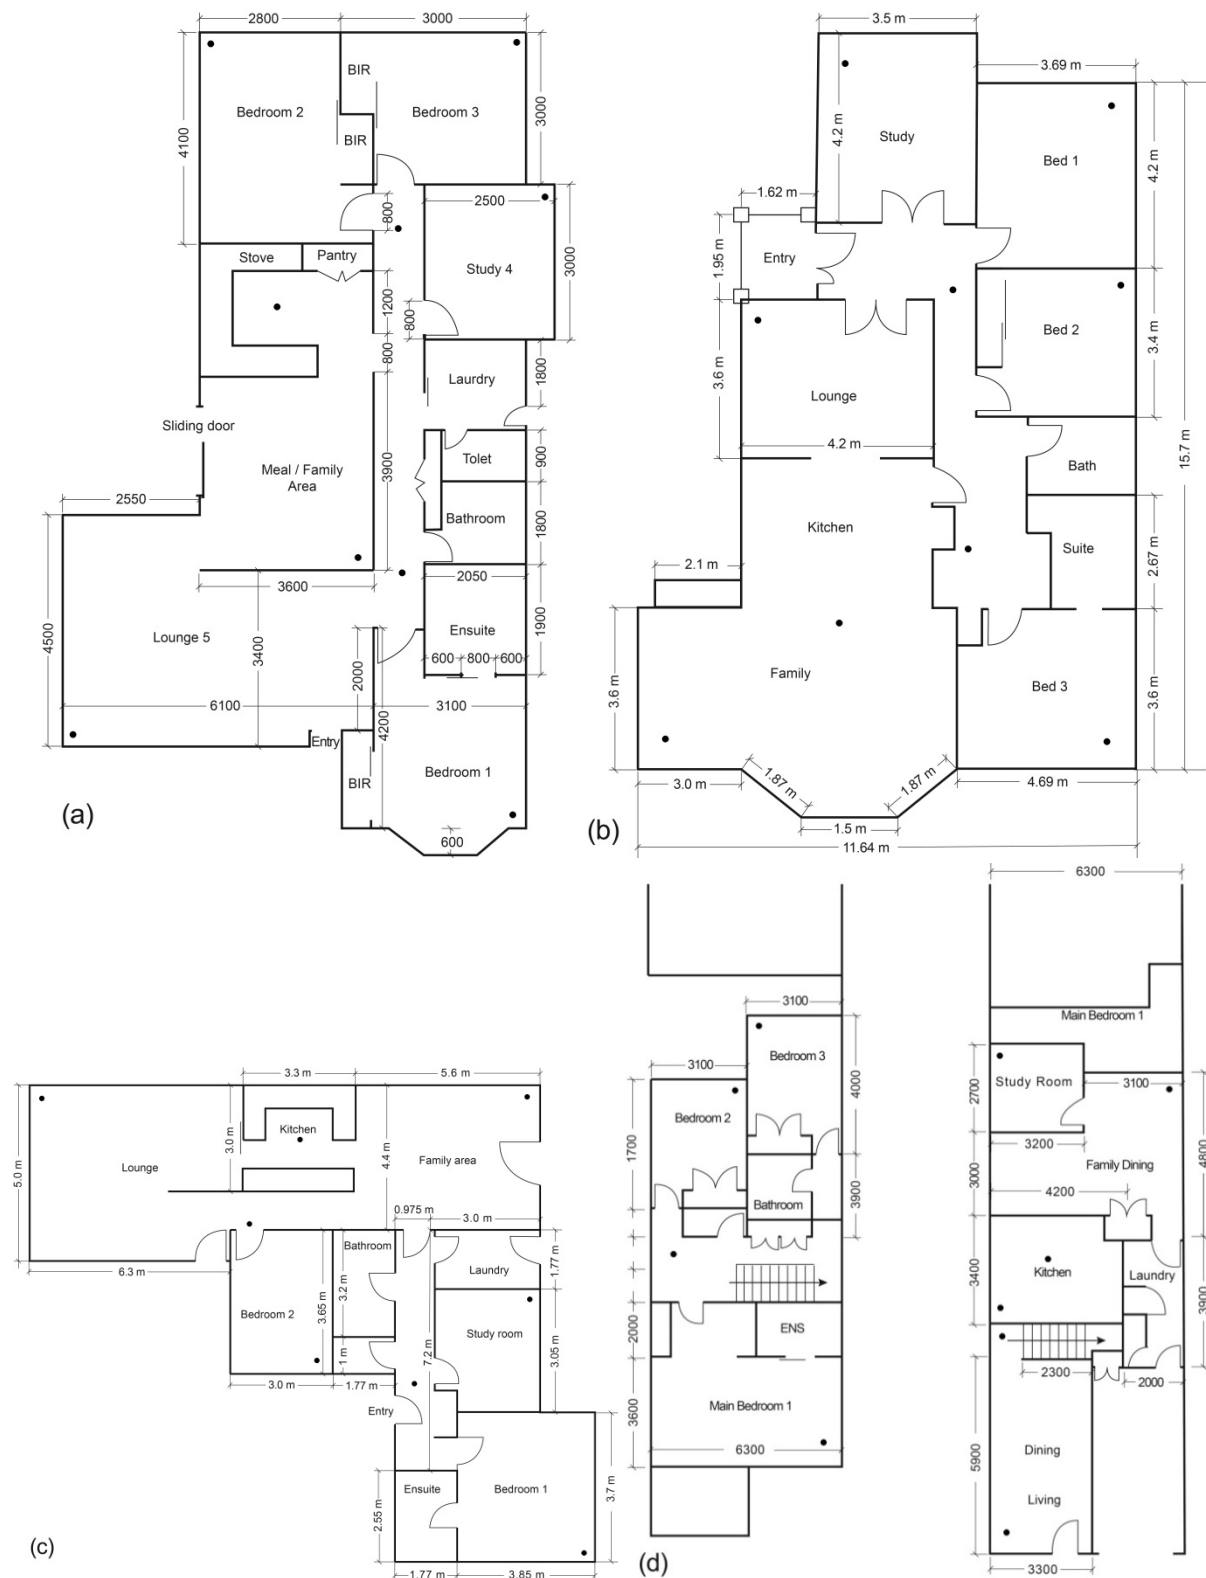 2800
3000
BIR
Bedroom 2
Bedroom 3
3000
4100
BIR
800
2500
Study 4
3000
Stove
Pantry
1200
800
800
Laurdry
1800
Sliding door
Tolet
900
3900
Meal / Family
Area
2550
Bathroom
1800
3600
2050
4500
Lounge 5
3400
Ensuite
1900
2000
600
800
600
6100
3100
4200
Entry
BIR
Bedroom 1
600
(a)
3.5 m
3.69 m
4.2 m
Study
Bed 1
4.2 m
1.62 m
1.95 m
Entry
Bed 2
3.4 m
3.6 m
Lounge
4.2 m
15.7 m
Bath
Kitchen
Suite
2.67 m
2.1 m
3.6 m
Family
Bed 3
3.6 m
3.0 m
1.87 m
1.87 m
4.69 m
1.5 m
11.64 m
(b)
3.3 m
5.6 m
5.0 m
Lounge
3.0 m
Kitchen
4.4 m
Family area
0.975 m
3.0 m
Bathroom
1.77 m
6.3 m
Laundry
Bedroom 2
3.65 m
3.2 m
Study room
3.05 m
1 m
7.2 m
3.0 m
1.77 m
Entry
Ensuite
Bedroom 1
3.7 m
2.55 m
1.77 m
3.85 m
(c)
3100
Bedroom 3
3100
4000
Bedroom 2
1700
Bathroom
3900
2000
ENS
Main Bedroom 1
3600
6300
(d)
6300
Main Bedroom 1
2700
Study Room
3100
3200
Family Dining
4800
3000
4200
Kitchen
Laundry
3400
3900
2300
2000
5900
Dining
Living
3300